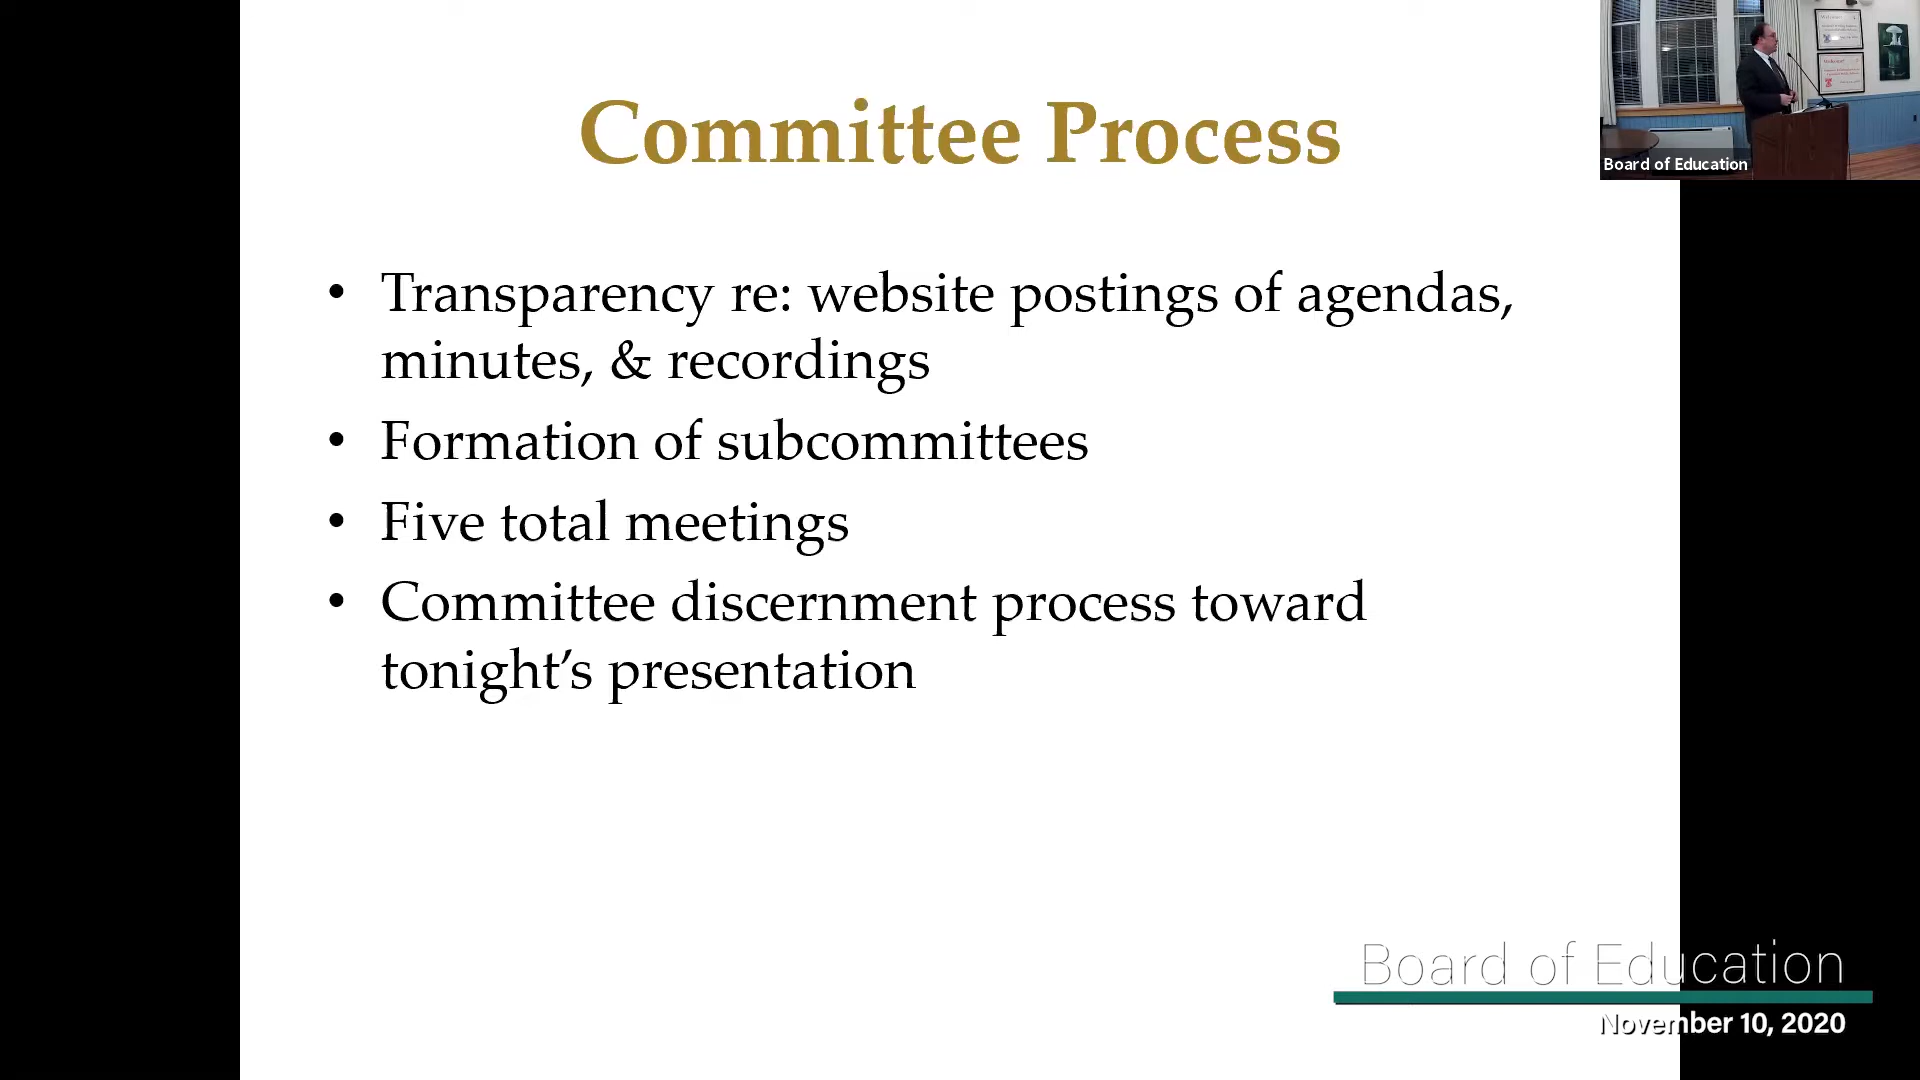 Committee Process
• Transparency re: website postings of agendas,
minutes, & recordings
• Formation of subcommittees
• Five total meetings
• Committee discernment process toward
tonight’s presentation
Board of Education
Board of Education
November 10, 2020